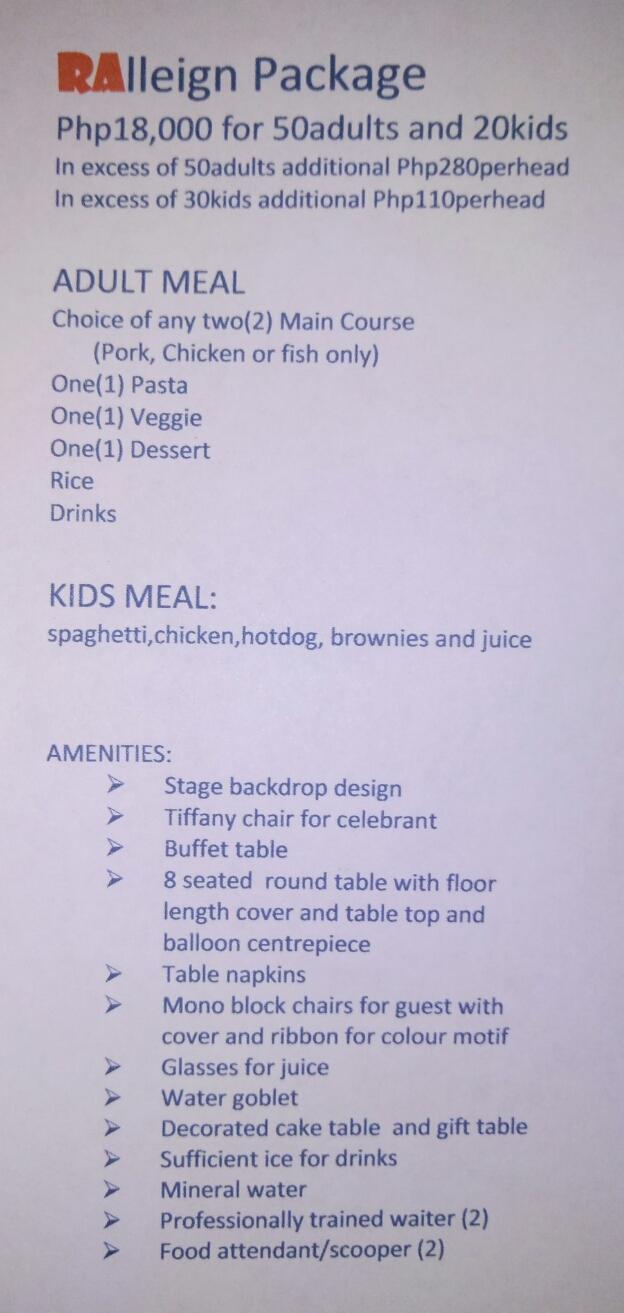 RAlleign Package
Php18,000 for 50adults and 20kids
In excess of 50adults additional Php280perhead
In excess of 30kids additional Php110perhead
ADULT MEAL
Choice of any two(2) Main Course
(Pork, Chicken or fish only)
One(1) Pasta
One(1) Veggie
One(1) Dessert
Rice
Drinks
KIDS MEAL:
spaghetti,chicken,hotdog, brownies and juice
AMENITIES:
➢ Stage backdrop design
➢ Tiffany chair for celebrant
➢ Buffet table
➢ 8 seated round table with floor
length cover and table top and
balloon centrepiece
➢ Table napkins
➢ Mono block chairs for guest with
cover and ribbon for colour motif
➢ Glasses for juice
➢ Water goblet
➢ Decorated cake table and gift table
➢ Sufficient ice for drinks
➢ Mineral water
➢ Professionally trained waiter (2)
➢ Food attendant/scooper (2)